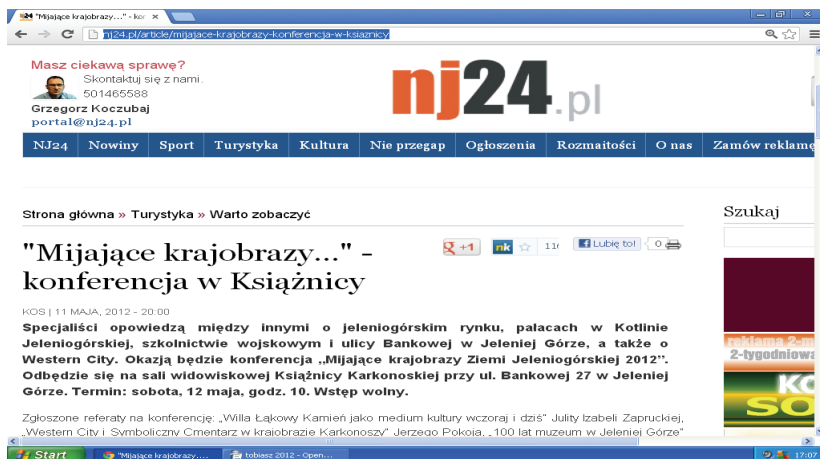 "Mijające krajobrazy..." - kor
nj24.pl/article/mijajace-krajobrazy-konferencja-w-ksiaznicy
Masz ciekawą sprawę?
Skontaktuj się z nami.
501465588
Grzegorz Koczubaj
portal@nj24.pl
nj24.pl
NJ24 Nowiny Sport Turystyka Kultura Nie przegap Ogłoszenia Rozmaitości O nas Zamów reklamę
Strona główna » Turystyka » Warto zobaczyć
Szukaj
"Mijające krajobrazy..." -
konferencja w Książnicy
+1 nk 11 Lubię to! 0
KOS | 11 MAJA, 2012 - 20:00
Specjaliści opowiedzą między innymi o jeleniogórskim rynku, pałacach w Kotlinie
Jeleniogórskiej, szkolnictwie wojskowym i ulicy Bankowej w Jeleniej Górze, a także o
Western City. Okazją będzie konferencja „Mijające krajobrazy Ziemi Jeleniogórskiej 2012”.
Odbędzie się na sali widowiskowej Książnicy Karkonoskiej przy ul. Bankowej 27 w Jeleniej
Górze. Termin: sobota, 12 maja, godz. 10. Wstęp wolny.
reklama 2-m
2-tygodniowa
KO
SO
Zgłoszone referaty na konferencję: „Willa Łąkowy Kamień jako medium kultury wczoraj i dziś” Julity Izabeli Zapruckiej,
„Western City i Symboliczny Cmentarz w krajobrazie Karkonoszy” Jerzego Pokoja, „100 lat muzeum w Jeleniej Górze”
Start "Mijające krajobrazy.... tobiasz 2012 - Open... 17:07